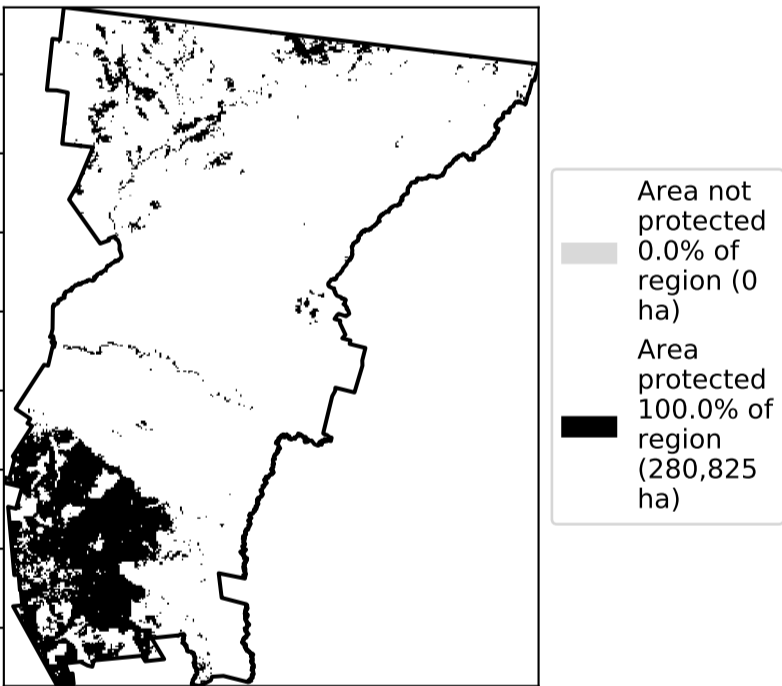 Area not
protected
0.0% of
region (0
ha)
Area
protected
100.0% of
region
(280,825
ha)